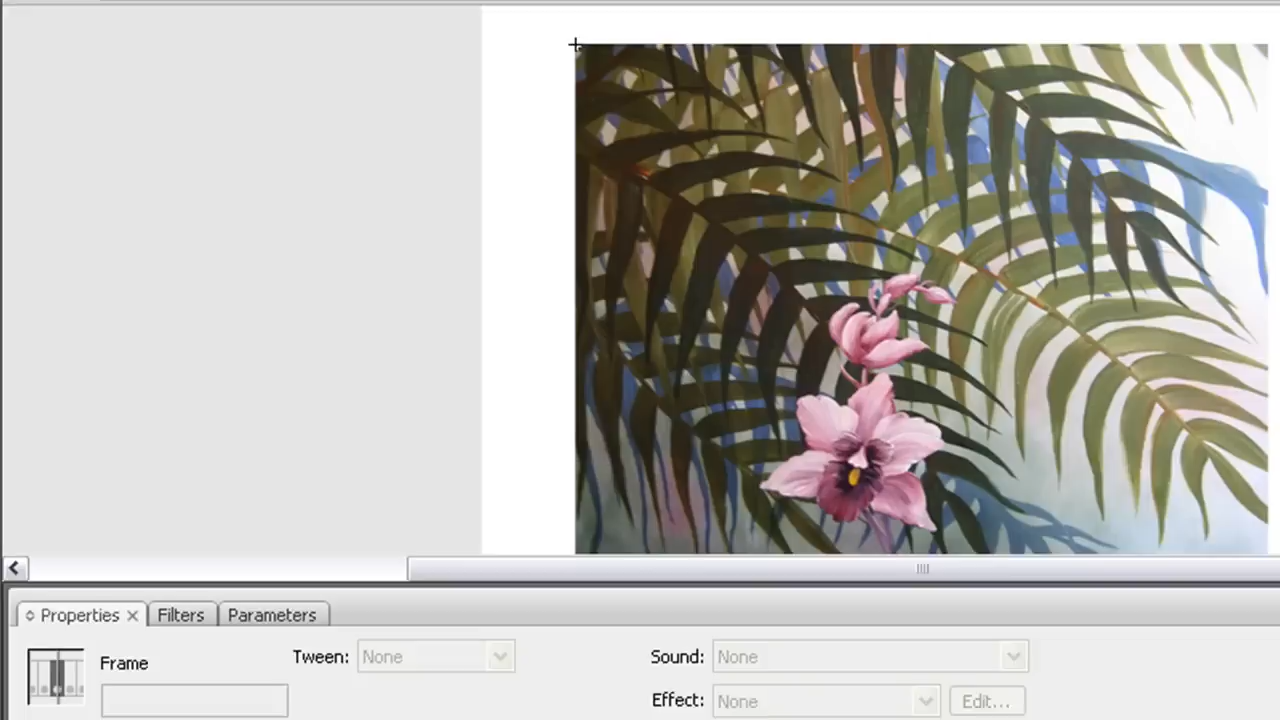 Properties Filters Parameters
Frame
Tween: None
Sound: None
Effect: None Edit...